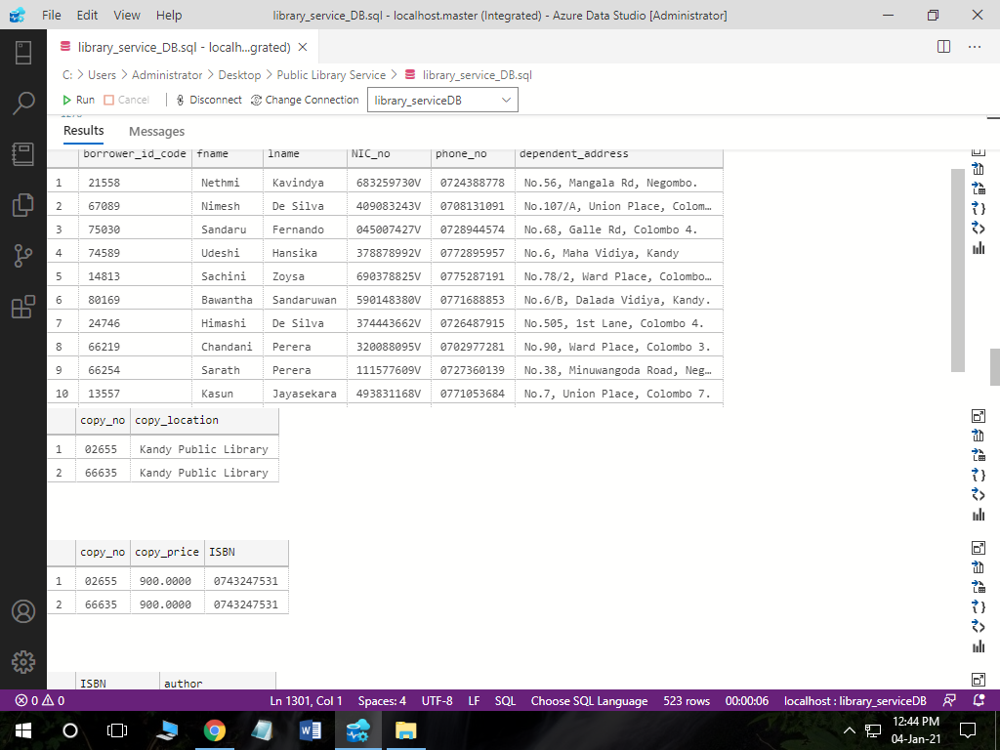 File Edit View Help library_service_DB.sql - localhost.master (Integrated) - Azure Data Studio [Administrator]
library_service_DB.sql - localh...grated)
C: > Users > Administrator > Desktop > Public Library Service > library_service_DB.sql
Run Cancel Disconnect Change Connection library_serviceDB
Results Messages
borrower_id_code fname lname NIC_no phone_no dependent_address
1 21558 Nethmi Kavindya 683259730V 0724388778 No.56, Mangala Rd, Negombo.
2 67089 Nimesh De Silva 409083243V 0708131091 No.107/A, Union Place, Colom…
3 75030 Sandaru Fernando 045007427V 0728944574 No.68, Galle Rd, Colombo 4.
4 74589 Udeshi Hansika 378878992V 0772895957 No.6, Maha Vidiya, Kandy
5 14813 Sachini Zoysa 690378825V 0775287191 No.78/2, Ward Place, Colombo…
6 80169 Bawantha Sandaruwan 590148380V 0771688853 No.6/B, Dalada Vidiya, Kandy.
7 24746 Himashi De Silva 374443662V 0726487915 No.505, 1st Lane, Colombo 4.
8 66219 Chandani Perera 320088095V 0702977281 No.90, Ward Place, Colombo 3.
9 66254 Sarath Perera 111577609V 0727360139 No.38, Minuwangoda Road, Neg…
10 13557 Kasun Jayasekara 493831168V 0771053684 No.7, Union Place, Colombo 7.
copy_no copy_location
1 02655 Kandy Public Library
2 66635 Kandy Public Library
copy_no copy_price ISBN
1 02655 900.0000 0743247531
2 66635 900.0000 0743247531
ISBN author
0 0 Ln 1301, Col 1 Spaces: 4 UTF-8 LF SQL Choose SQL Language 523 rows 00:00:06 localhost : library_serviceDB
12:44 PM
04-Jan-21